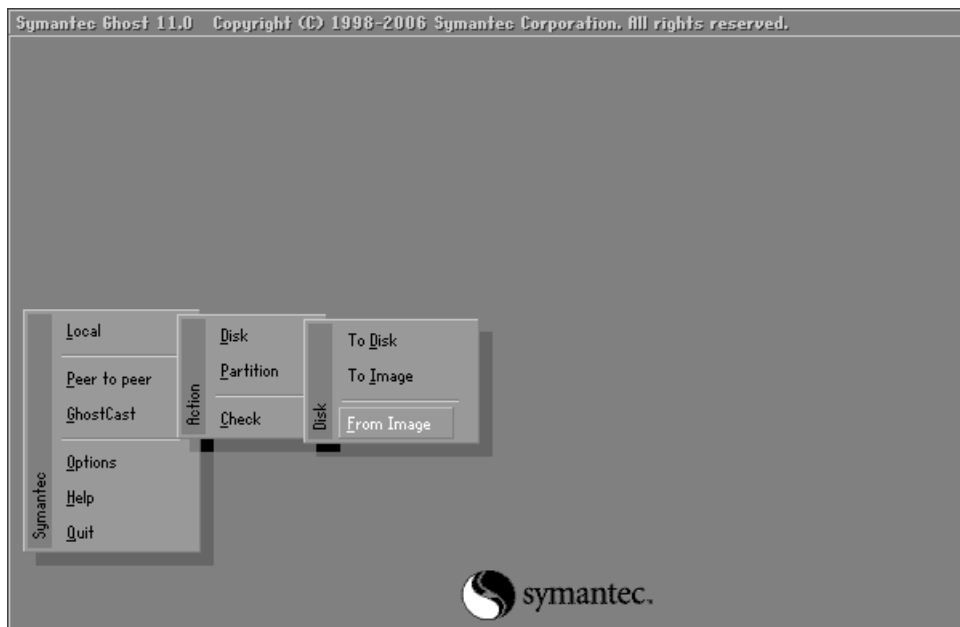 Symantec Ghost 11.0 Copyright (C) 1998-2006 Symantec Corporation. All rights reserved.
Symantec
Local
Peer to peer
GhostCast
Options
Help
Quit
Action
Disk
Partition
Check
Disk
To Disk
To Image
From Image
symantec.